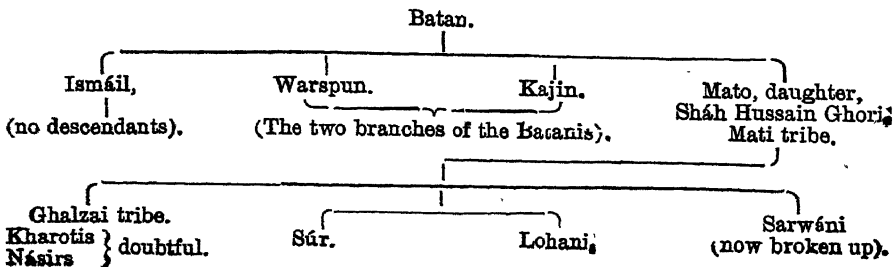 Batan.
Ismáil,
(no descendants).
Warspun. Kajin.
(The two branches of the Batanis).
Mato, daughter,
Sháh Hussain Ghori,
Mati tribe.
Ghalzai tribe.
Kharotis
Násirs } doubtful.
Súr. Lohani,
Sarwáni
(now broken up).